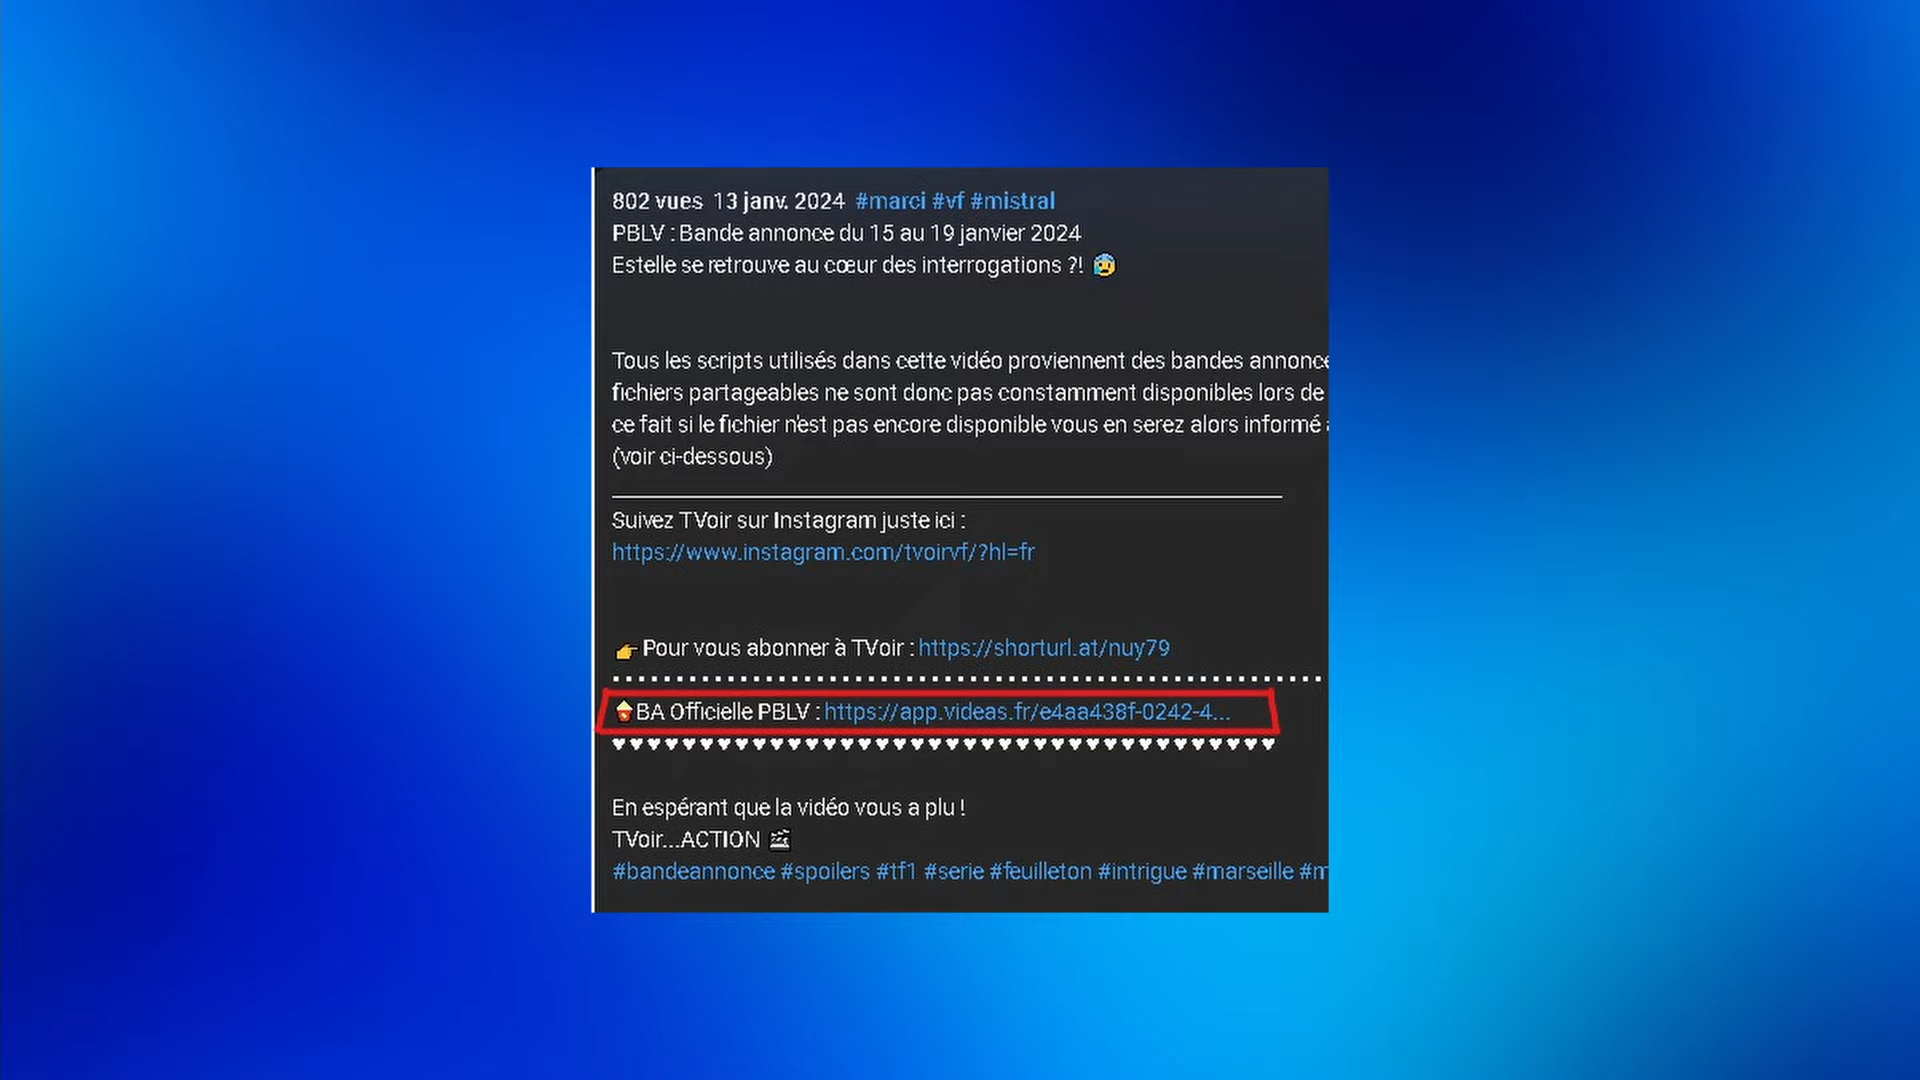 802 vues 13 janv. 2024 #marci #vf #mistral
PBLV : Bande annonce du 15 au 19 janvier 2024
Estelle se retrouve au cœur des interrogations ?! 😰
Tous les scripts utilisés dans cette vidéo proviennent des bandes annonce
fichiers partageables ne sont donc pas constamment disponibles lors de
ce fait si le fichier n'est pas encore disponible vous en serez alors informé
(voir ci-dessous)
Suivez TVoir sur Instagram juste ici :
https://www.instagram.com/tvoirvf/?hl=fr
👉 Pour vous abonner à TVoir : https://shorturl.at/nuy79
🍿BA Officielle PBLV : https://app.videas.fr/e4aa438f-0242-4...
En espérant que la vidéo vous a plu !
TVoir...ACTION 🎬
#bandeannonce #spoilers #tf1 #serie #feuilleton #intrigue #marseille #m